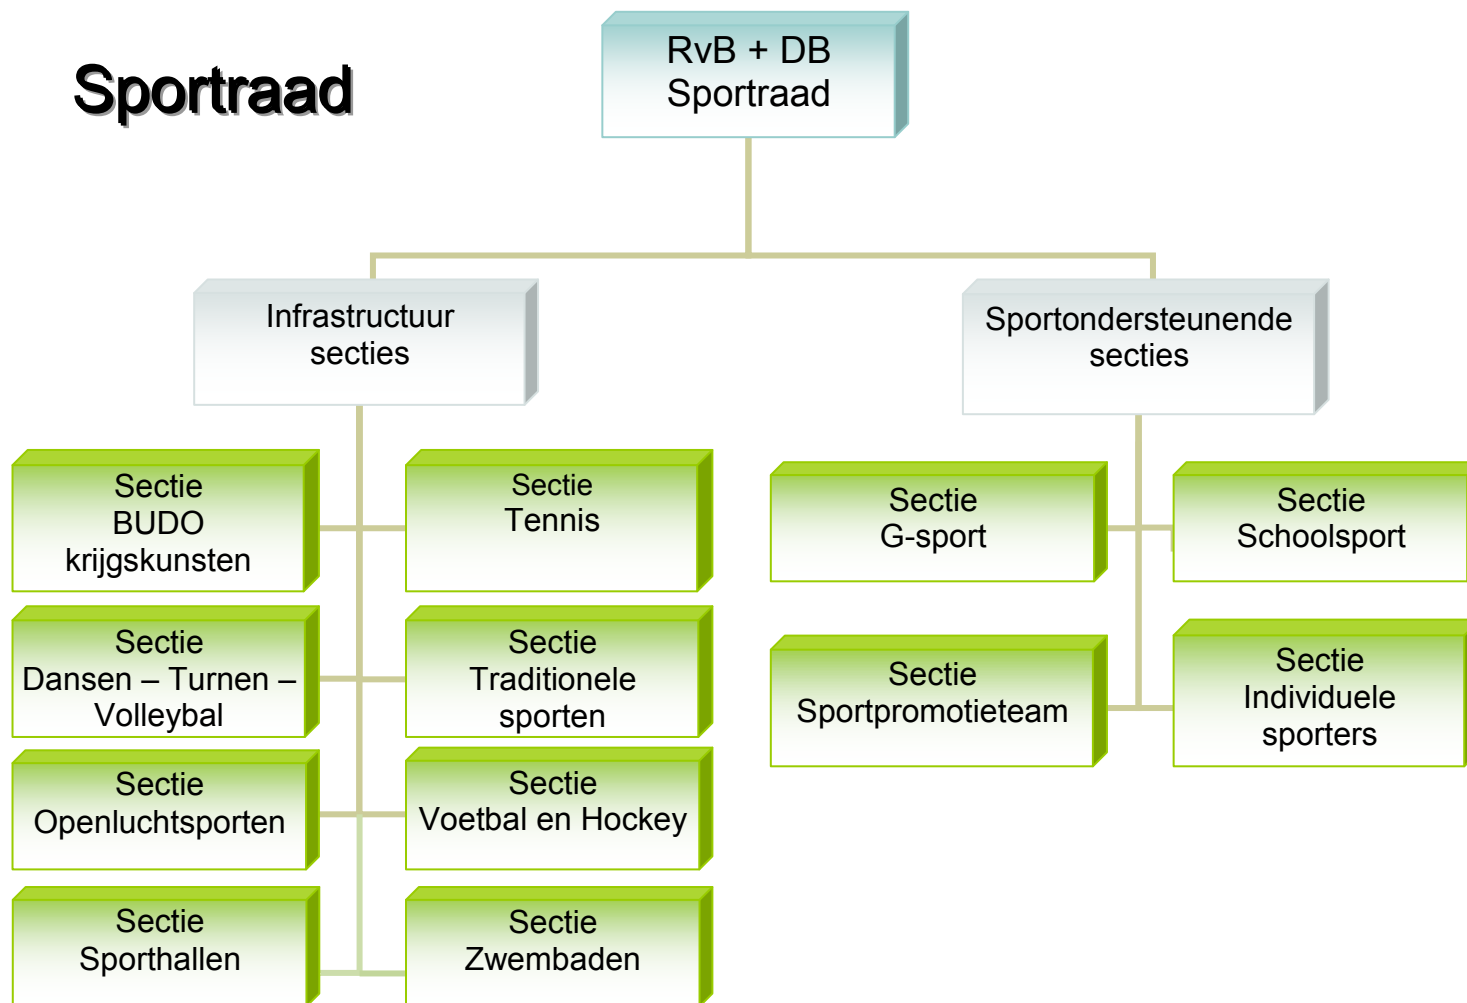 Sportraad
RvB + DB
Sportraad
Infrastructuur
secties
Sportondersteunende
secties
Sectie
BUDO
krijgskunsten
Sectie
Tennis
Sectie
G-sport
Sectie
Schoolsport
Sectie
Dansen – Turnen –
Volleybal
Sectie
Traditionele
sporten
Sectie
Sportpromotieteam
Sectie
Individuele
sporters
Sectie
Openluchtsporten
Sectie
Voetbal en Hockey
Sectie
Sporthallen
Sectie
Zwembaden